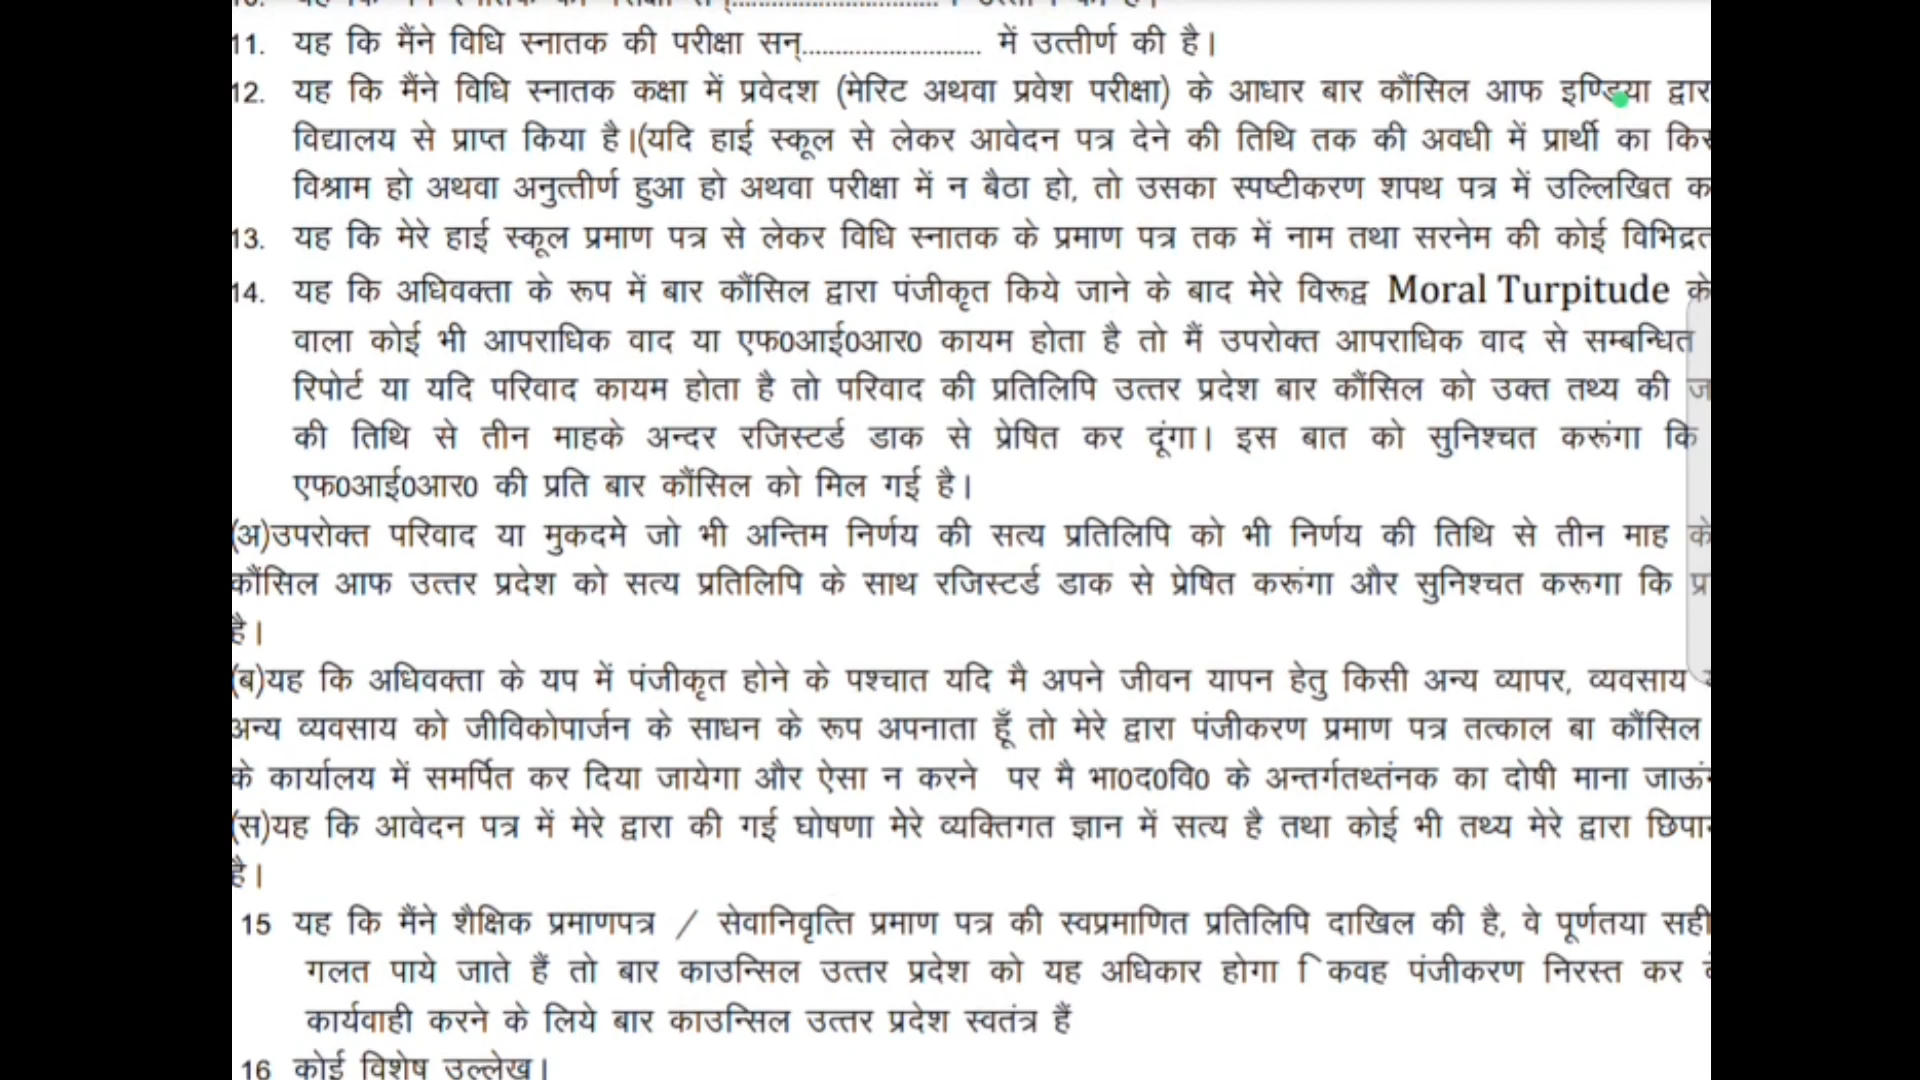 11. यह कि मैंने विधि स्नातक की परीक्षा सन्.......................... में उत्तीर्ण की है।
12. यह कि मैंने विधि स्नातक कक्षा में प्रवेदश (मेरिट अथवा प्रवेश परीक्षा) के आधार बार कौंसिल आफ इण्डिया
विद्यालय से प्राप्त किया है।(यदि हाई स्कूल से लेकर आवेदन पत्र देने की तिथि तक की अवधी में प्रार्थी का
विश्राम हो अथवा अनुत्तीर्ण हुआ हो अथवा परीक्षा में न बैठा हो, तो उसका स्पष्टीकरण शपथ पत्र में उल्लिखित
13. यह कि मेरे हाई स्कूल प्रमाण पत्र से लेकर विधि स्नातक के प्रमाण पत्र तक में नाम तथा सरनेम की कोई
14. यह कि अधिवक्ता के रूप में बार कौंसिल द्वारा पंजीकृत किये जाने के बाद मेरे विरूद्व Moral Turpitude के
वाला कोई भी आपराधिक वाद या एफ0आई0आर0 कायम होता है तो मैं उपरोक्त आपराधिक वाद से सम्बन्धित
रिपोर्ट या यदि परिवाद कायम होता है तो परिवाद की प्रतिलिपि उत्तर प्रदेश बार कौंसिल को उक्त तथ्य की
की तिथि से तीन माहके अन्दर रजिस्टर्ड डाक से प्रेषित कर दूंगा। इस बात को सुनिश्चत करूंगा कि
एफ0आई0आर0 की प्रति बार कौंसिल को मिल गई है।
(अ)उपरोक्त परिवाद या मुकदमे जो भी अन्तिम निर्णय की सत्य प्रतिलिपि को भी निर्णय की तिथि से तीन माह के
कौंसिल आफ उत्तर प्रदेश को सत्य प्रतिलिपि के साथ रजिस्टर्ड डाक से प्रेषित करूंगा और सुनिश्चत करूगा कि
है।
(ब)यह कि अधिवक्ता के यप में पंजीकृत होने के पश्चात यदि मै अपने जीवन यापन हेतु किसी अन्य व्यापर, व्यवसाय
अन्य व्यवसाय को जीविकोपार्जन के साधन के रूप अपनाता हूँ तो मेरे द्वारा पंजीकरण प्रमाण पत्र तत्काल बा कौंसिल
के कार्यालय में समर्पित कर दिया जायेगा और ऐसा न करने पर मै भा0द0वि0 के अन्तर्गतथ्तंनक का दोषी माना
(स)यह कि आवेदन पत्र में मेरे द्वारा की गई घोषणा मेरे व्यक्तिगत ज्ञान में सत्य है तथा कोई भी तथ्य मेरे द्वारा
है।
15 यह कि मैंने शैक्षिक प्रमाणपत्र / सेवानिवृत्ति प्रमाण पत्र की स्वप्रमाणित प्रतिलिपि दाखिल की है, वे पूर्णतया सही
गलत पाये जाते हैं तो बार काउन्सिल उत्तर प्रदेश को यह अधिकार होगा िकवह पंजीकरण निरस्त कर
कार्यवाही करने के लिये बार काउन्सिल उत्तर प्रदेश स्वतंत्र हैं
16 कोई विशेष उल्लेख।